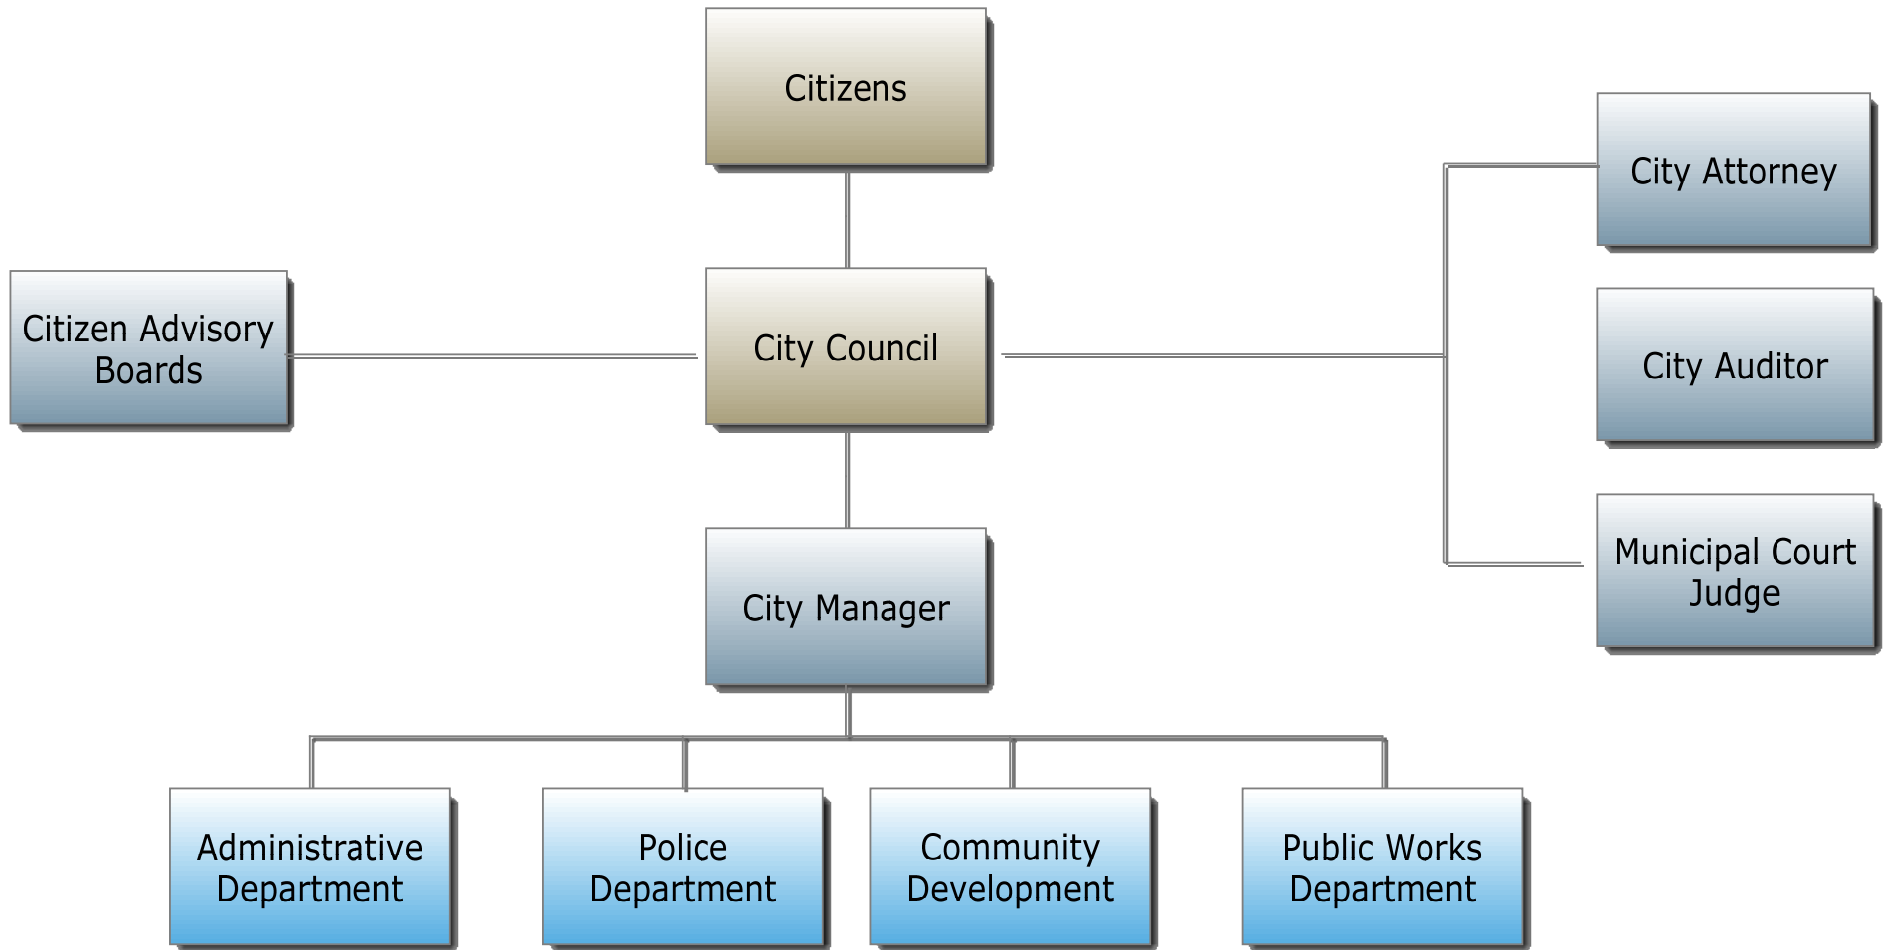 Citizens
City Attorney
Citizen Advisory
Boards
City Council
City Auditor
Municipal Court
Judge
City Manager
Administrative
Department
Police
Department
Community
Development
Public Works
Department